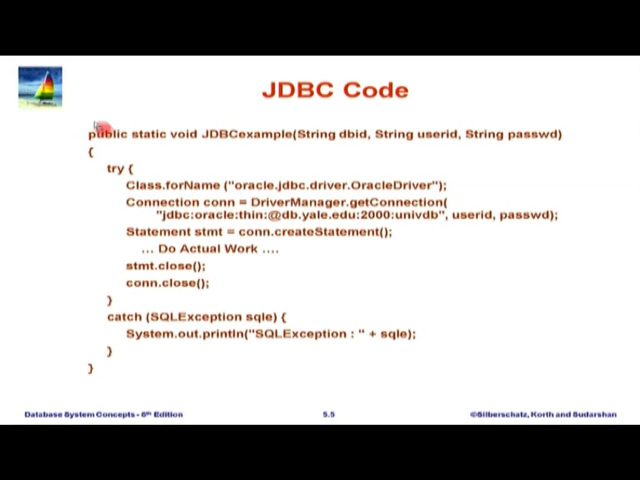 JDBC Code
public static void JDBCexample(String dbid, String userid, String passwd)
{
try {
Class.forName ("oracle.jdbc.driver.OracleDriver");
Connection conn = DriverManager.getConnection(
"jdbc:oracle:thin:@db.yale.edu:2000:univdb", userid, passwd);
Statement stmt = conn.createStatement();
… Do Actual Work ….
stmt.close();
conn.close();
}
catch (SQLException sqle) {
System.out.println("SQLException : " + sqle);
}
}
Database System Concepts - 6th Edition
5.5
©Silberschatz, Korth and Sudarshan